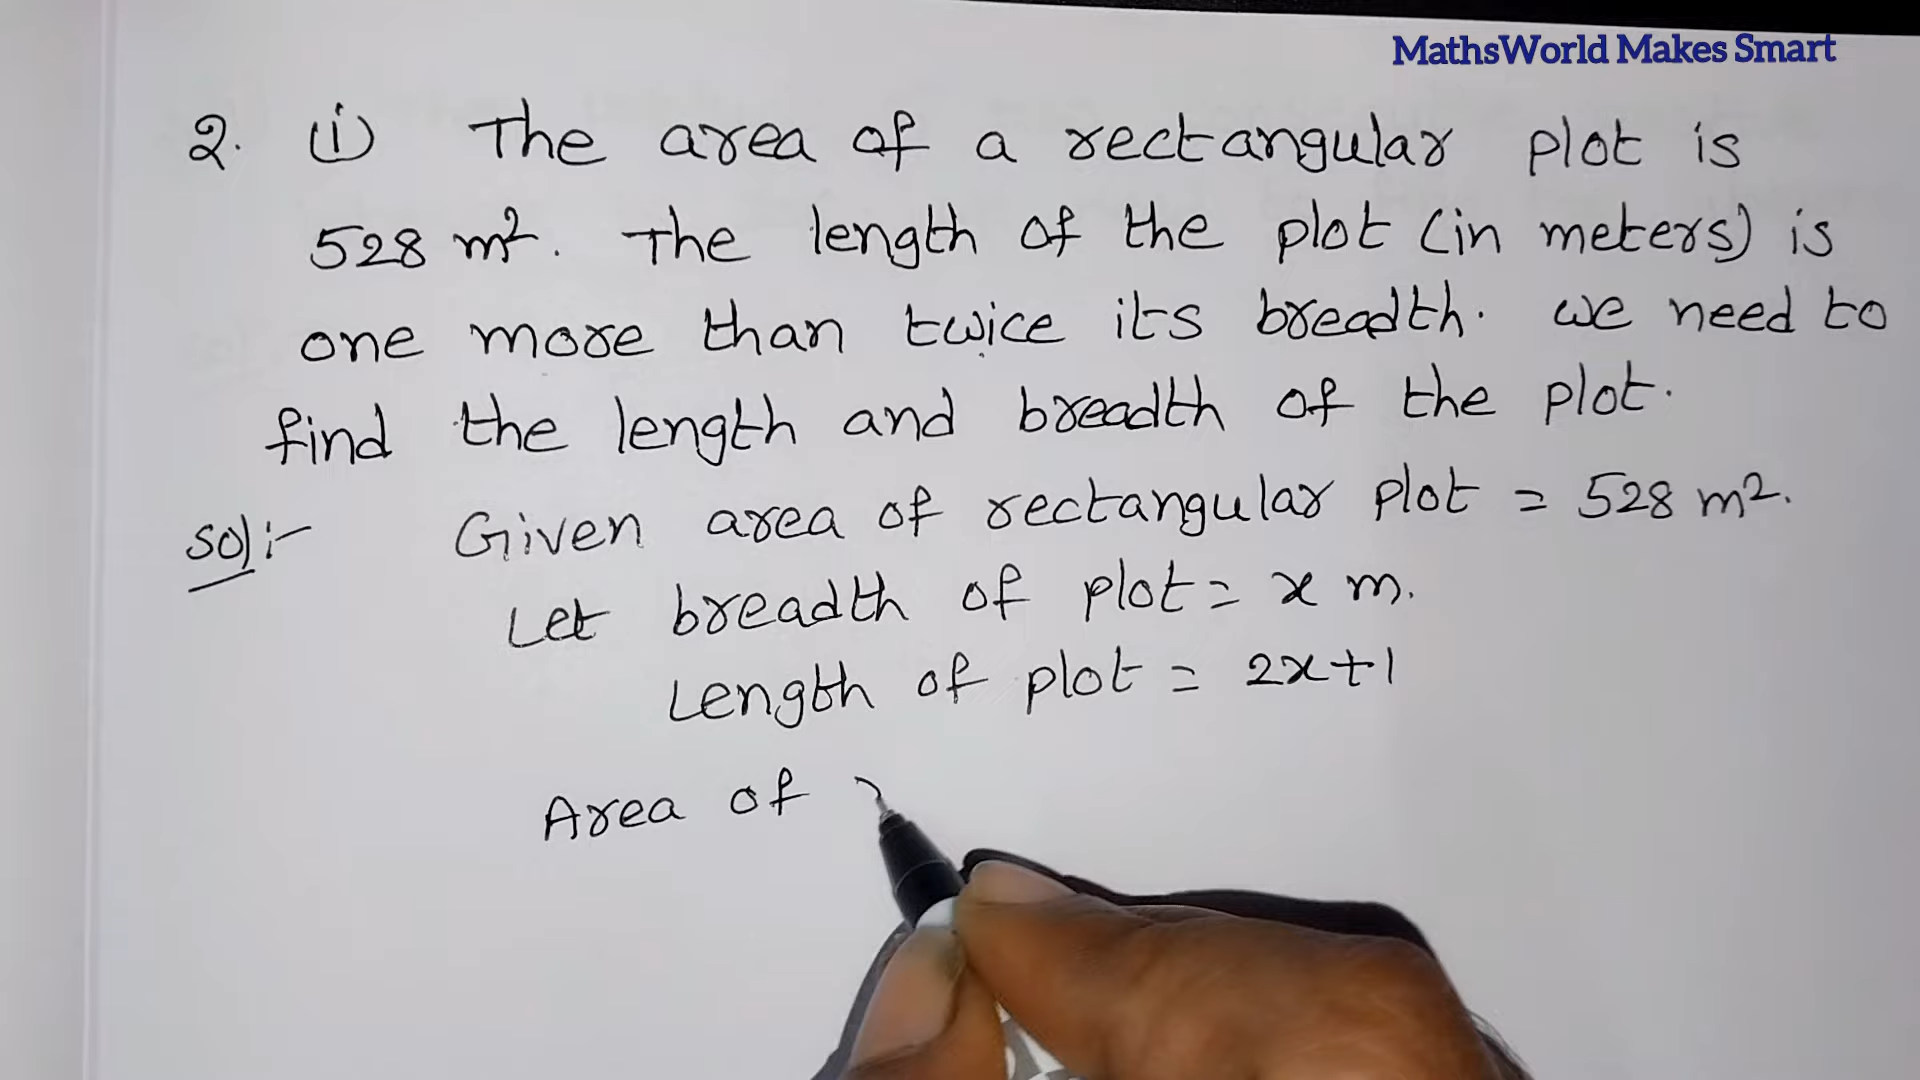 MathsWorld Makes Smart
2. (i) The area of a rectangular plot is
528 m². The length of the plot (in meters) is
one more than twice its breadth. we need to
find the length and breadth of the plot.
Sol:- Given area of rectangular plot = 528 m².
Let breadth of plot = x m.
Length of plot = 2x+1
Area of